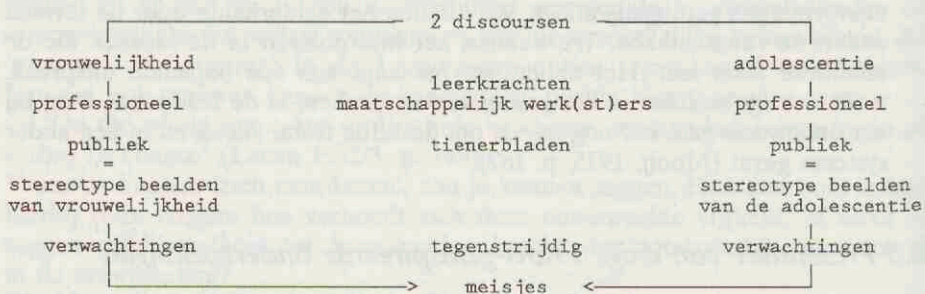 2 discoursen
vrouwelijkheid adolescentie
leerkrachten
professioneel maatschappelijk werk(st)ers professioneel
publiek tienerbladen publiek
= =
stereotype beelden stereotype beelden
van vrouwelijkheid van de adolescentie
verwachtingen tegenstrijdig verwachtingen
meisjes